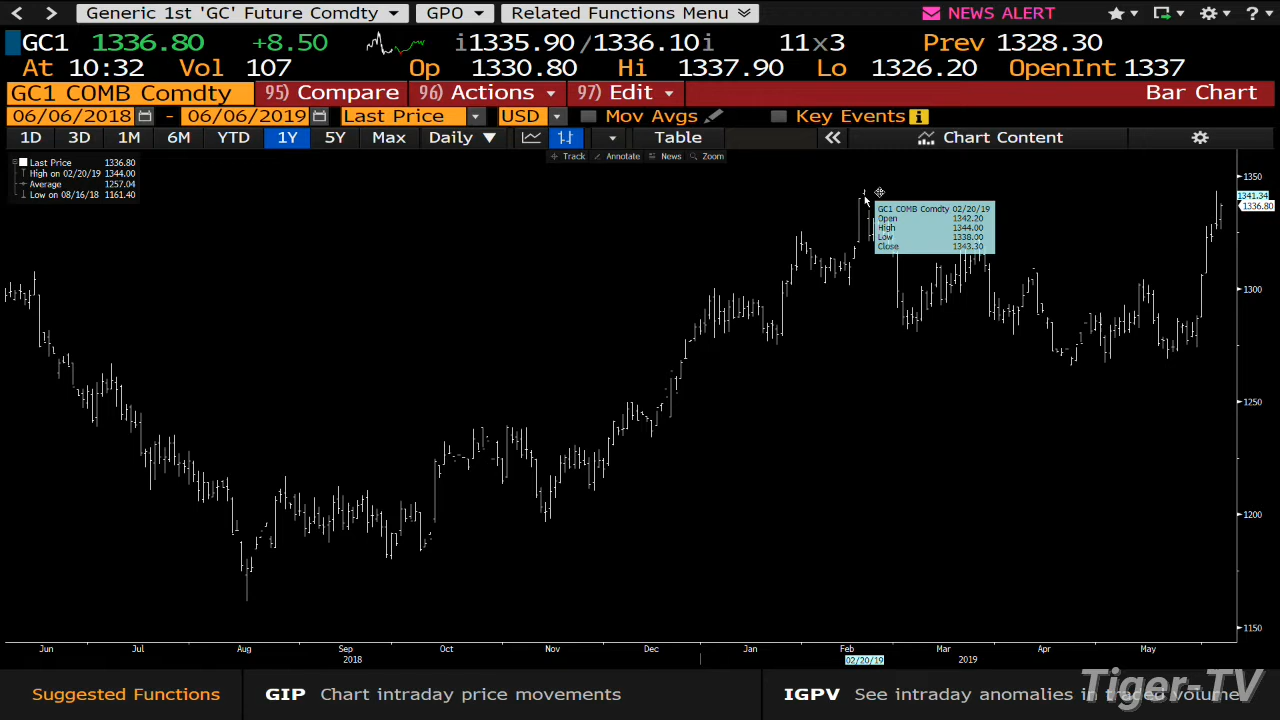 Generic 1st 'GC' Future Comdty GPO Related Functions Menu NEWS ALERT ?
GC1 1336.80 +8.50 i1335.90 /1336.10i 11x3 Prev 1328.30
At 10:32 Vol 107 Op 1330.80 Hi 1337.90 Lo 1326.20 OpenInt 1337
GC1 COMB Comdty 95) Compare 96) Actions 97) Edit Bar Chart
06/06/2018 - 06/06/2019 Last Price USD Mov Avgs Key Events i
1D 3D 1M 6M YTD 1Y 5Y Max Daily ▼ Table « Chart Content
Track Annotate News Zoom
Last Price 1336.80
High on 02/20/19 1344.00
Average 1257.04
Low on 08/16/18 1161.40
GC1 COMB Comdty 02/20/19
Open 1342.20
High 1344.00
Low 1338.00
Close 1343.30
1350
1341.34
1336.80
1300
1250
1200
1150
Jun Jul Aug Sep Oct Nov Dec Jan Feb Mar Apr May
2018 02/20/19 2019
Suggested Functions GIP Chart intraday price movements IGPV See intraday anomalies in traded volume
Tiger-TV